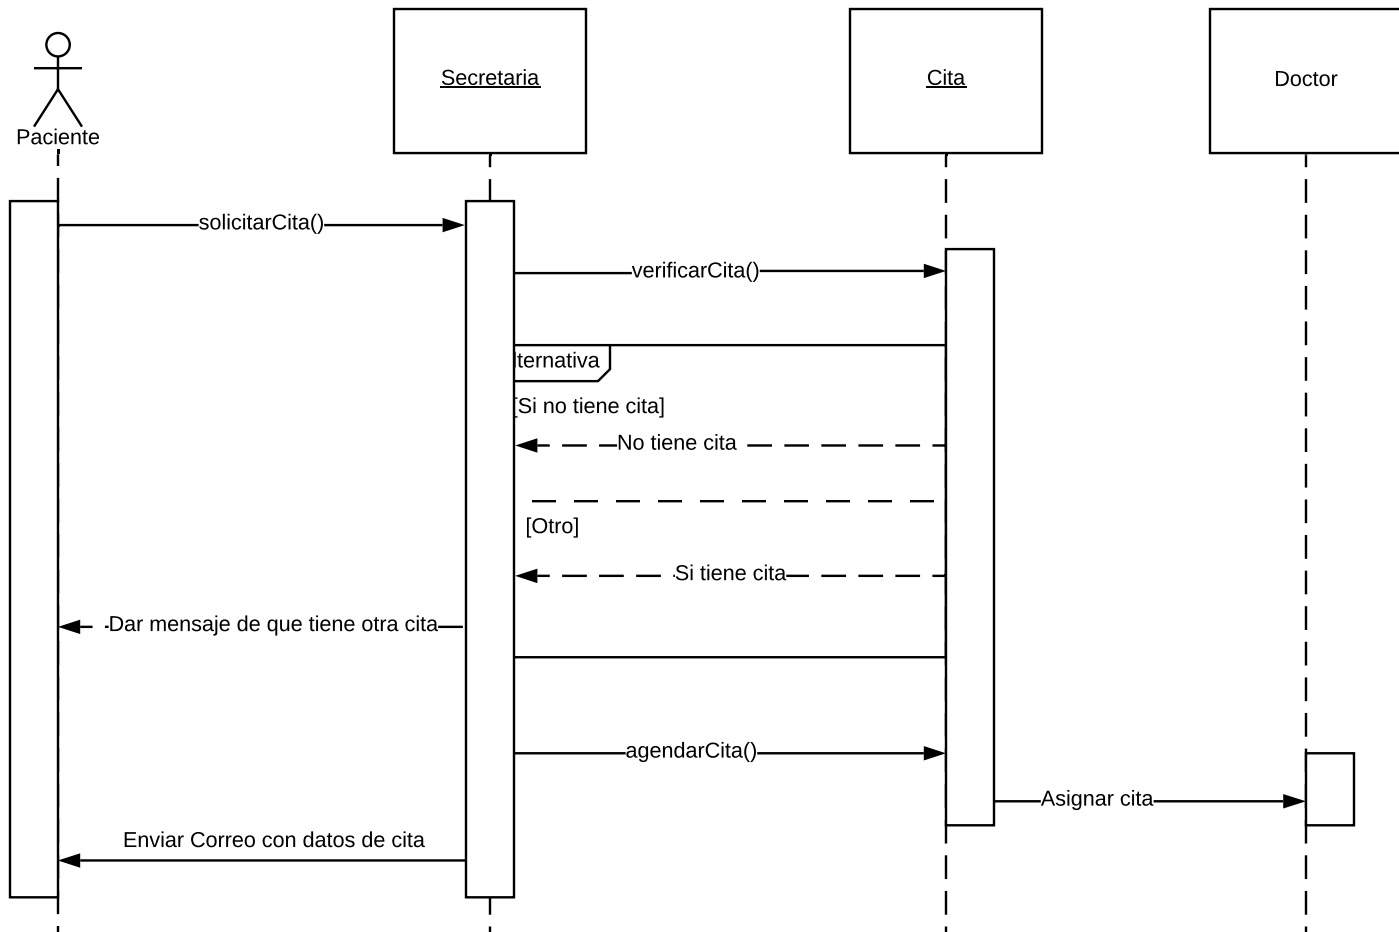 Paciente
Secretaria
Cita
Doctor
solicitarCita()
verificarCita()
lternativa
[Si no tiene cita]
No tiene cita
[Otro]
Si tiene cita
Dar mensaje de que tiene otra cita
agendarCita()
Asignar cita
Enviar Correo con datos de cita